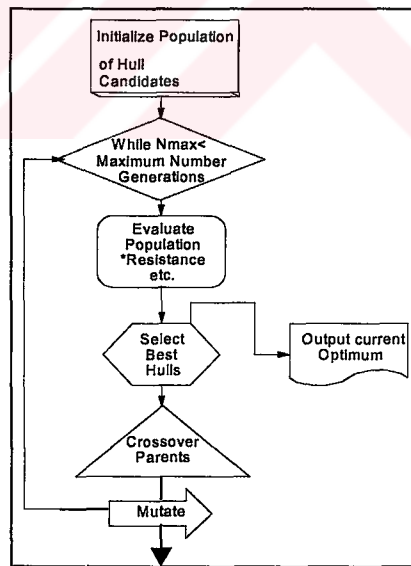 Initialize Population
of Hull
Candidates
While Nmax<
Maximum Number
Generations
Evaluate
Population
*Resistance
etc.
Select
Best
Hulls
Output current
Optimum
Crossover
Parents
Mutate